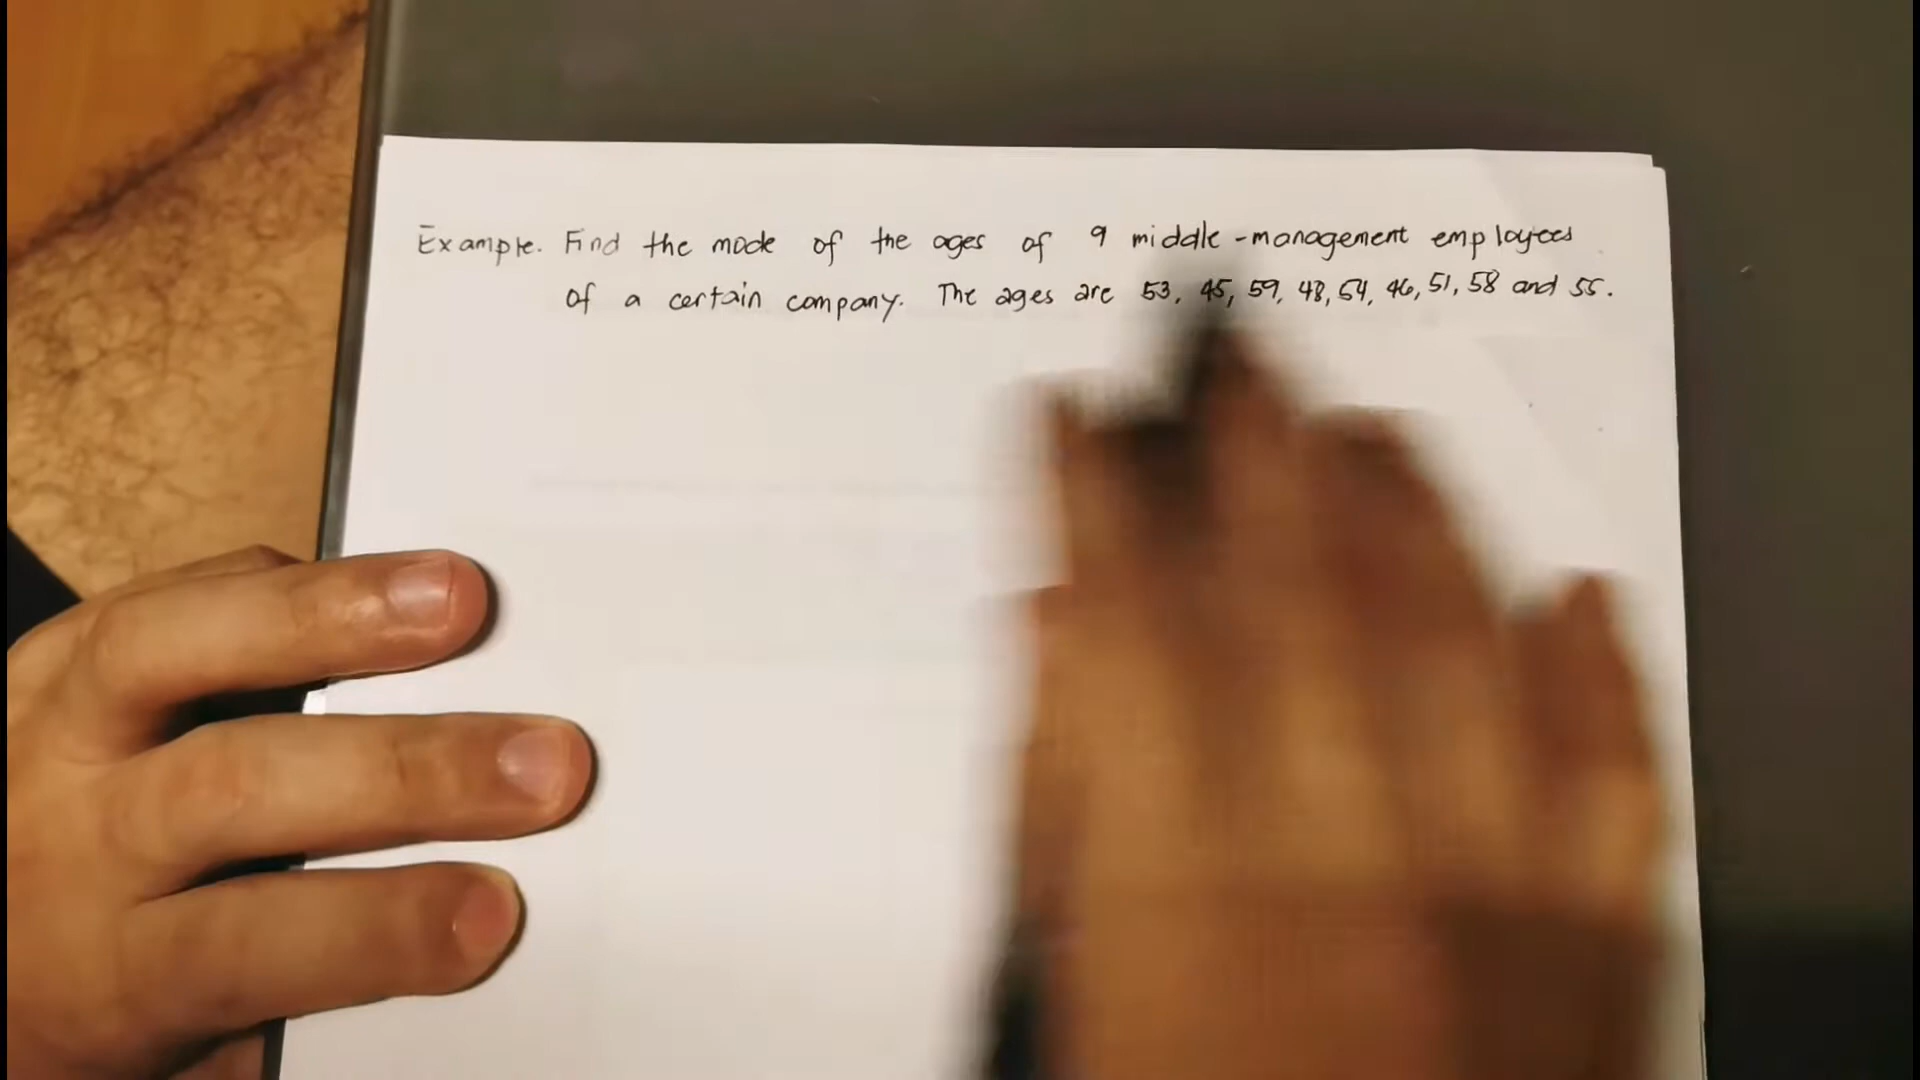 Example. Find the mode of the ages of 9 middle-management employees
of a certain company. The ages are 53, 45, 59, 48, 54, 46, 51, 58 and 55.